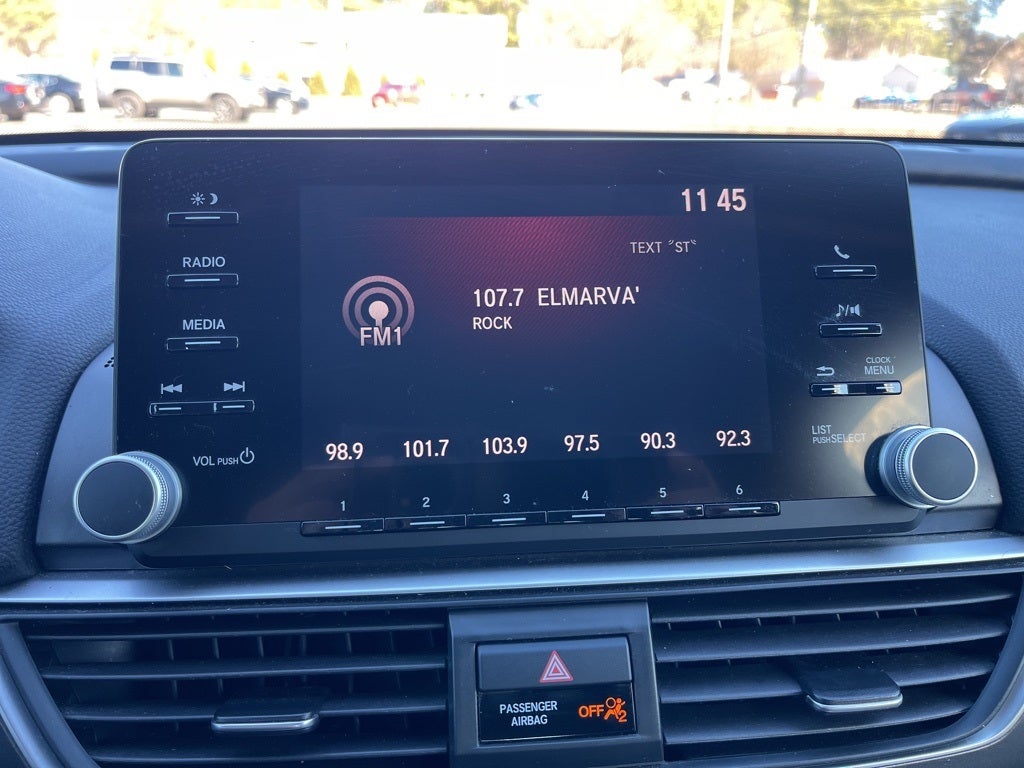 11 45
TEXT "ST"
RADIO
107.7 ELMARVA'
ROCK
FM1
MEDIA
CLOCK
MENU
LIST
PUSH SELECT
VOL PUSH
98.9 101.7 103.9 97.5 90.3 92.3
1 2 3 4 5 6
PASSENGER
AIRBAG
OFF 2